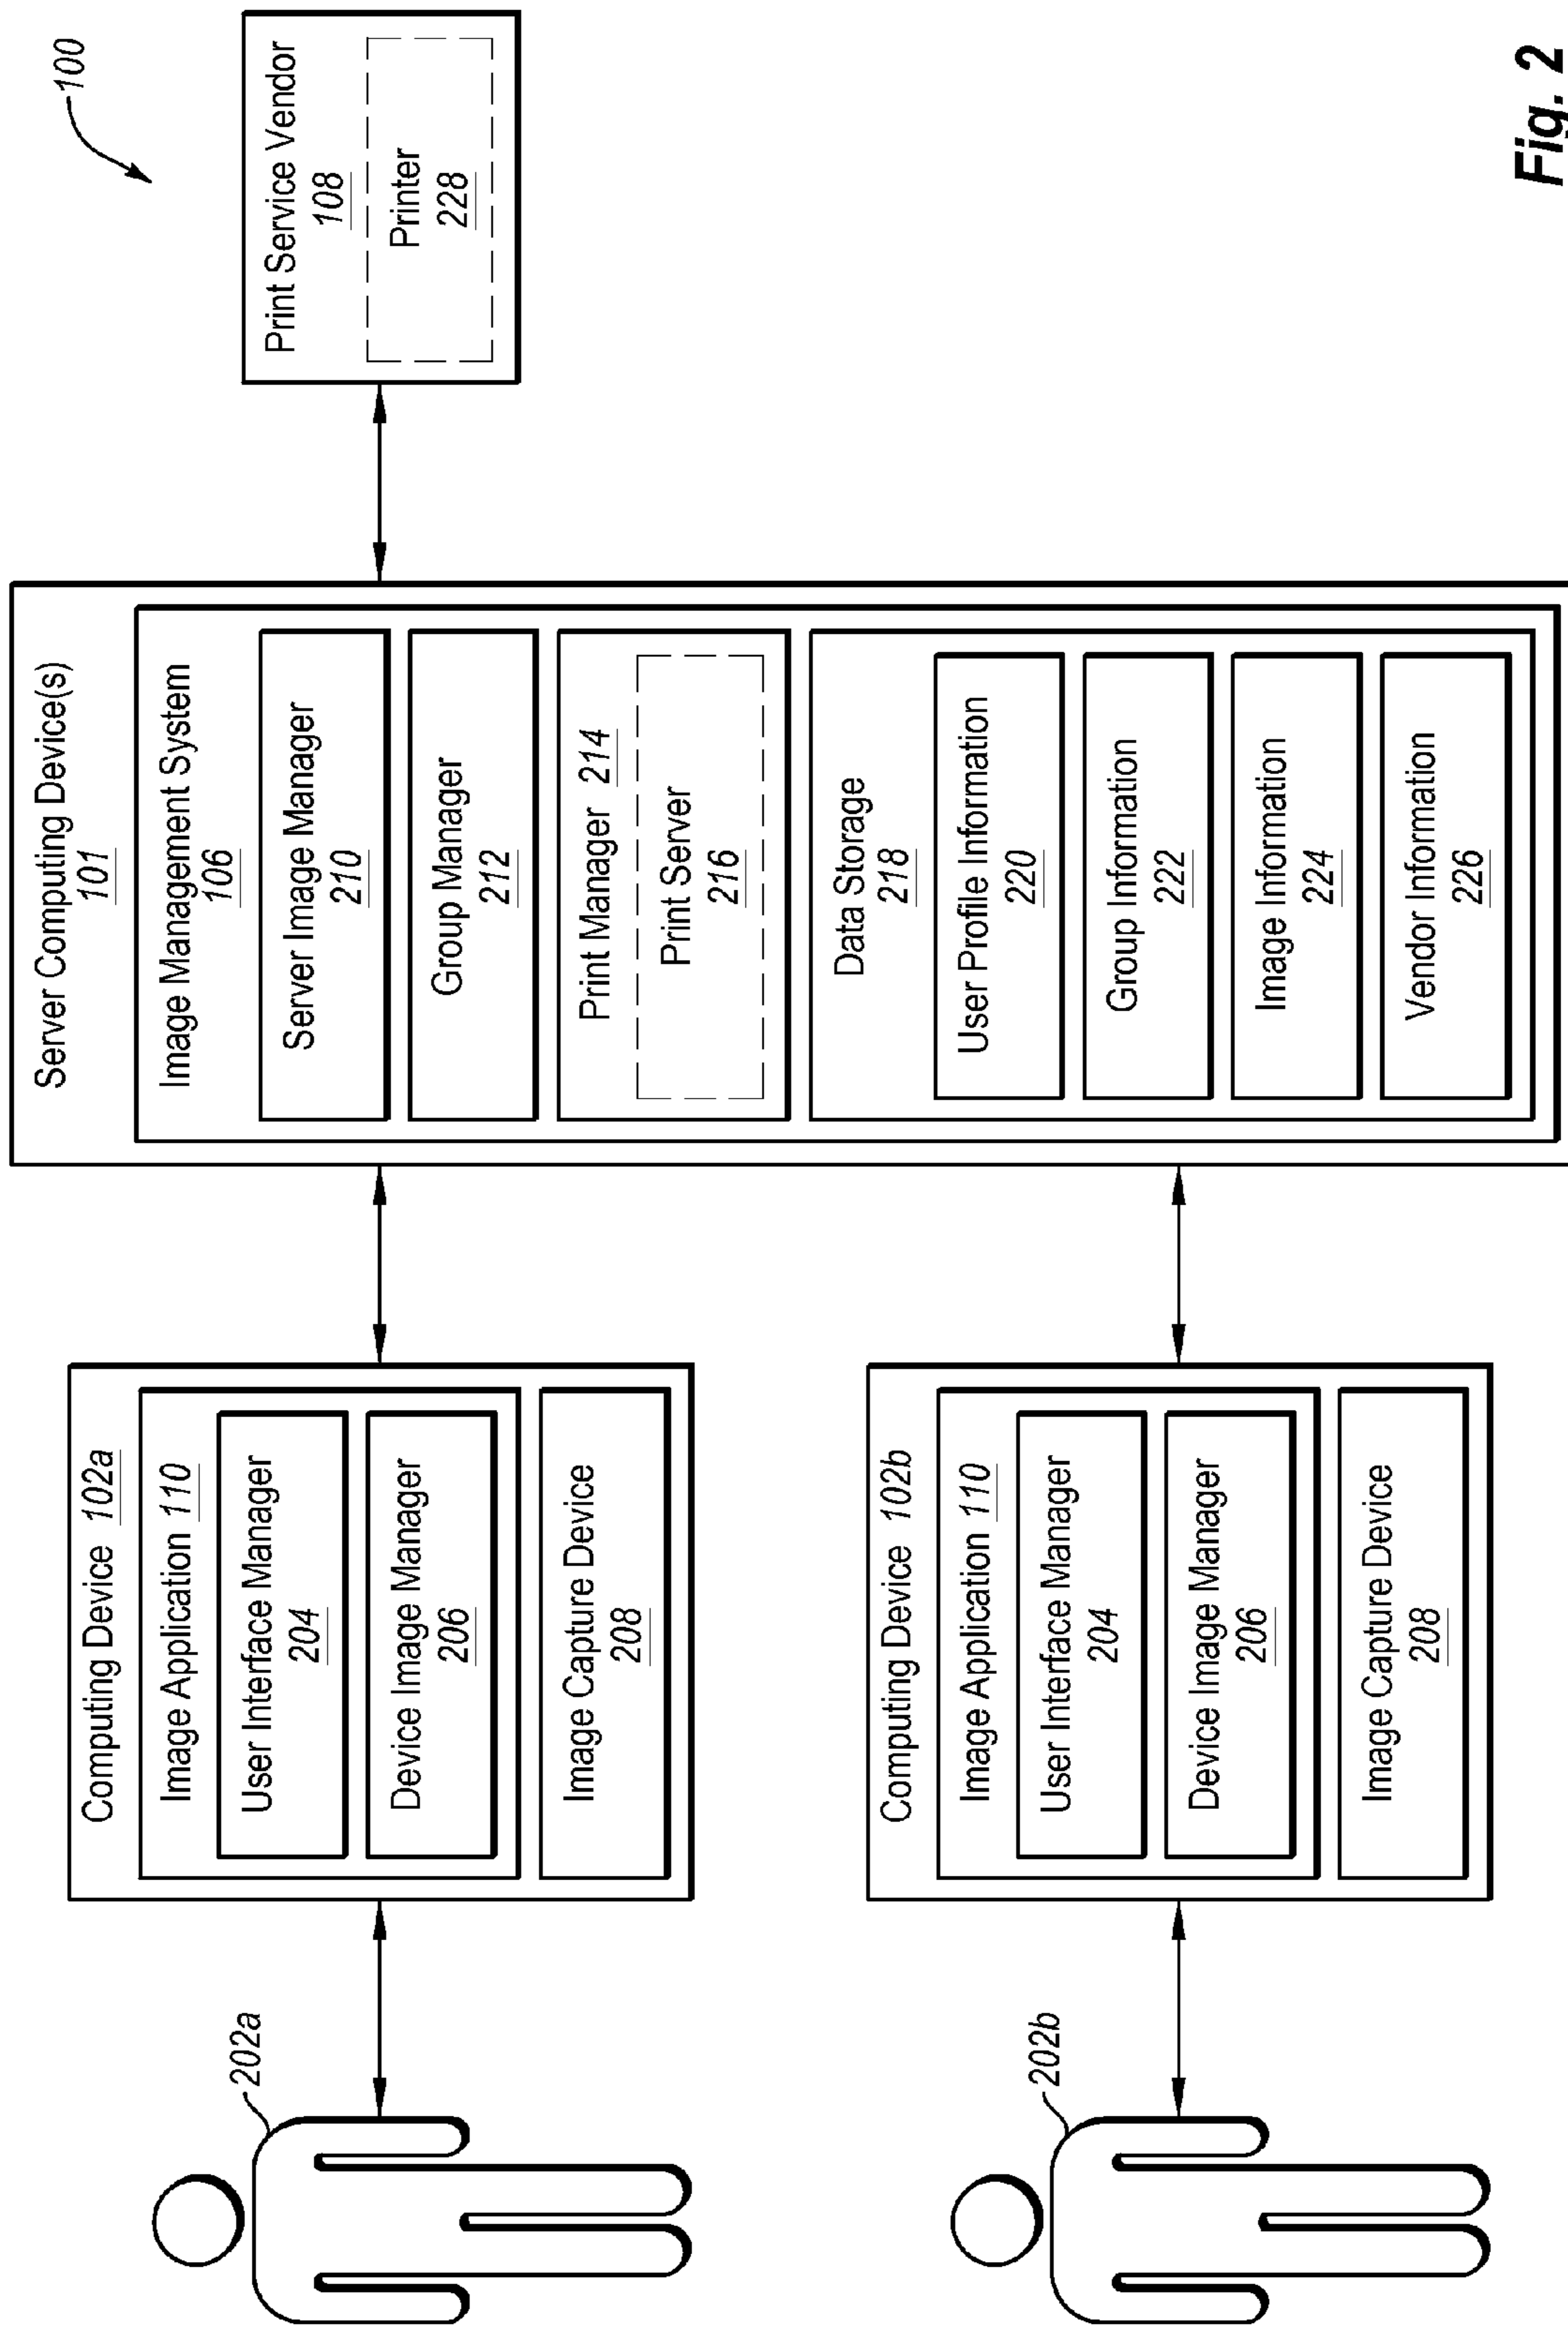 100
202a
Computing Device 102a
Image Application 110
User Interface Manager
204
Device Image Manager
206
Image Capture Device
208
202b
Computing Device 102b
Image Application 110
User Interface Manager
204
Device Image Manager
206
Image Capture Device
208
Server Computing Device(s)
101
Image Management System
106
Server Image Manager
210
Group Manager
212
Print Manager 214
Print Server
216
Data Storage
218
User Profile Information
220
Group Information
222
Image Information
224
Vendor Information
226
Print Service Vendor
108
Printer
228
Fig. 2